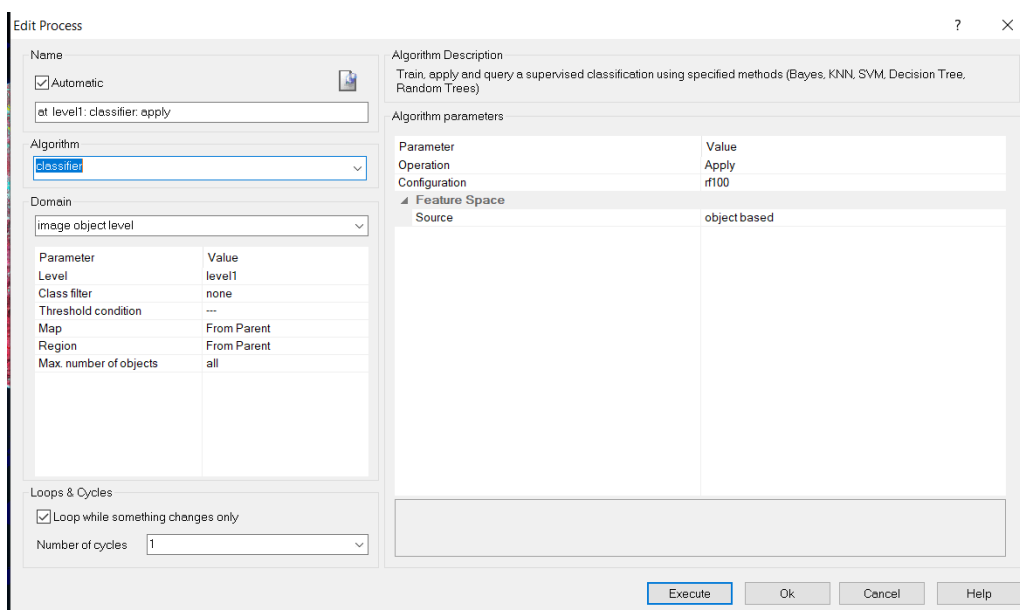 Edit Process
?
Name
Automatic
at level1: classifier: apply
Algorithm
classifier
Domain
image object level
Parameter Value
Level level1
Class filter none
Threshold condition ---
Map From Parent
Region From Parent
Max. number of objects all
Loops & Cycles
Loop while something changes only
Number of cycles 1
Algorithm Description
Train, apply and query a supervised classification using specified methods (Bayes, KNN, SVM, Decision Tree,
Random Trees)
Algorithm parameters
Parameter Value
Operation Apply
Configuration rf100
Feature Space
Source object based
Execute Ok Cancel Help